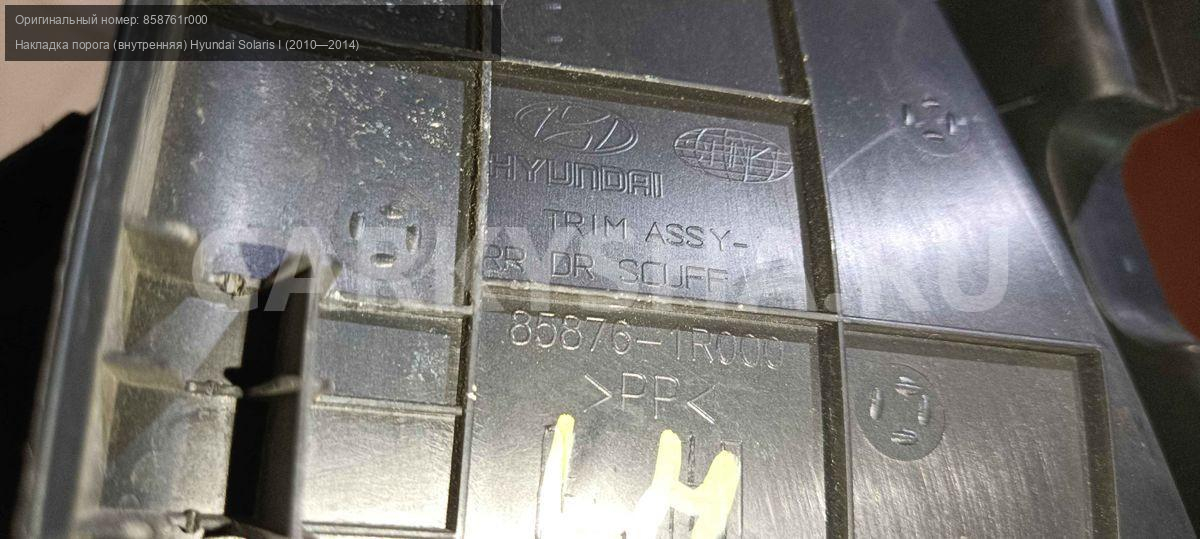 Оригинальный номер: 858761r000
Накладка порога (внутренняя) Hyundai Solaris I (2010—2014)
HYUNDAI
TRIM ASSY-
RR DR SCUFF
85876-1R000
>PP<